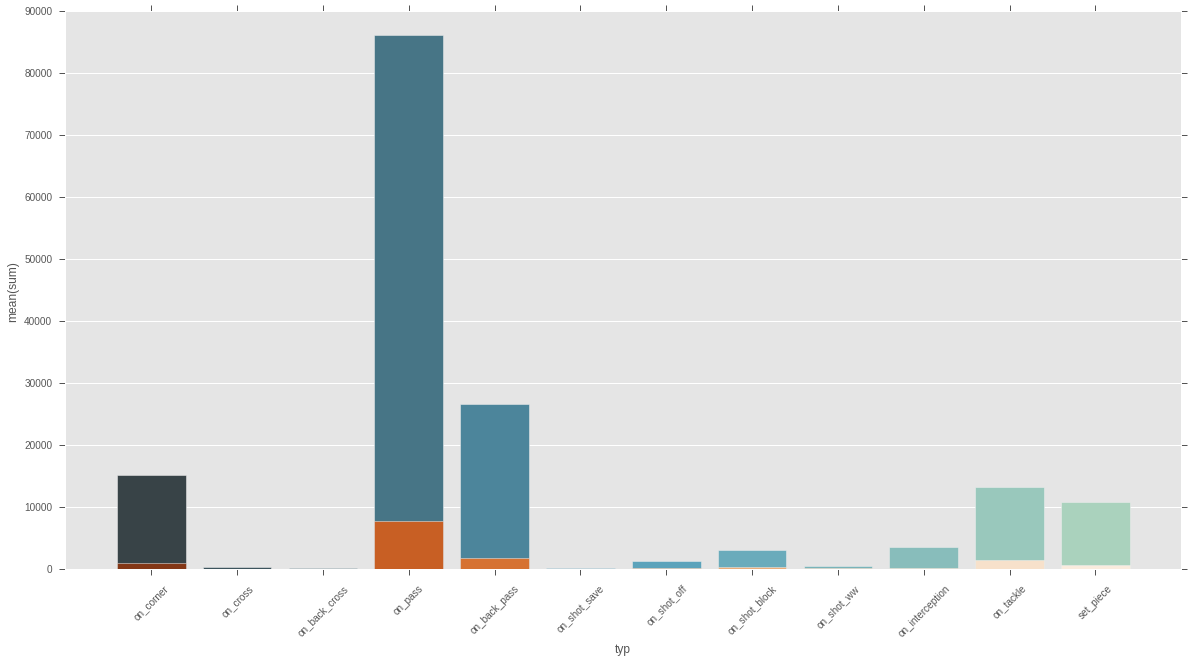 90000
80000
70000
60000
50000
40000
30000
20000
10000
0
mean(sum)
on_corner
on_cross
on_back_cross
on_pass
on_back_pass
on_shot_save
on_shot_off
on_shot_block
on_shot_ww
on_interception
on_tackle
set_piece
typ